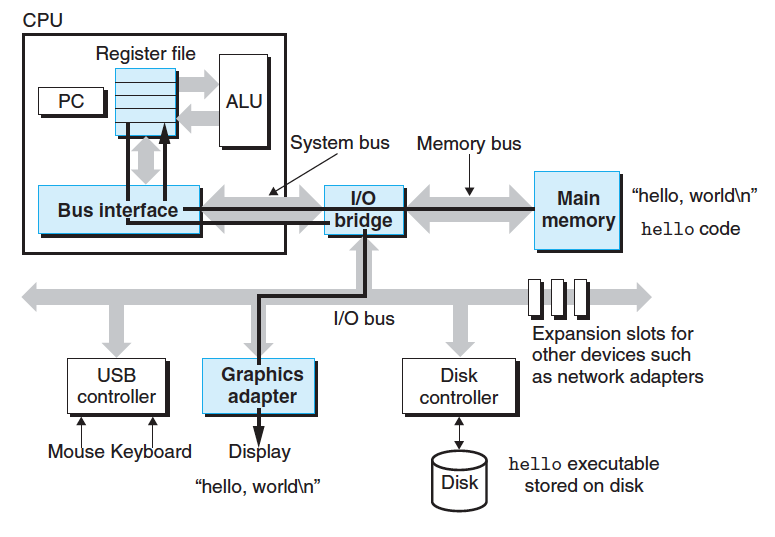 CPU
Register file
PC
ALU
System bus
Memory bus
Bus interface
I/O
bridge
Main
memory
“hello, world\n”
hello code
I/O bus
Expansion slots for
other devices such
as network adapters
USB
controller
Graphics
adapter
Disk
controller
Mouse Keyboard
Display
“hello, world\n”
Disk
hello executable
stored on disk